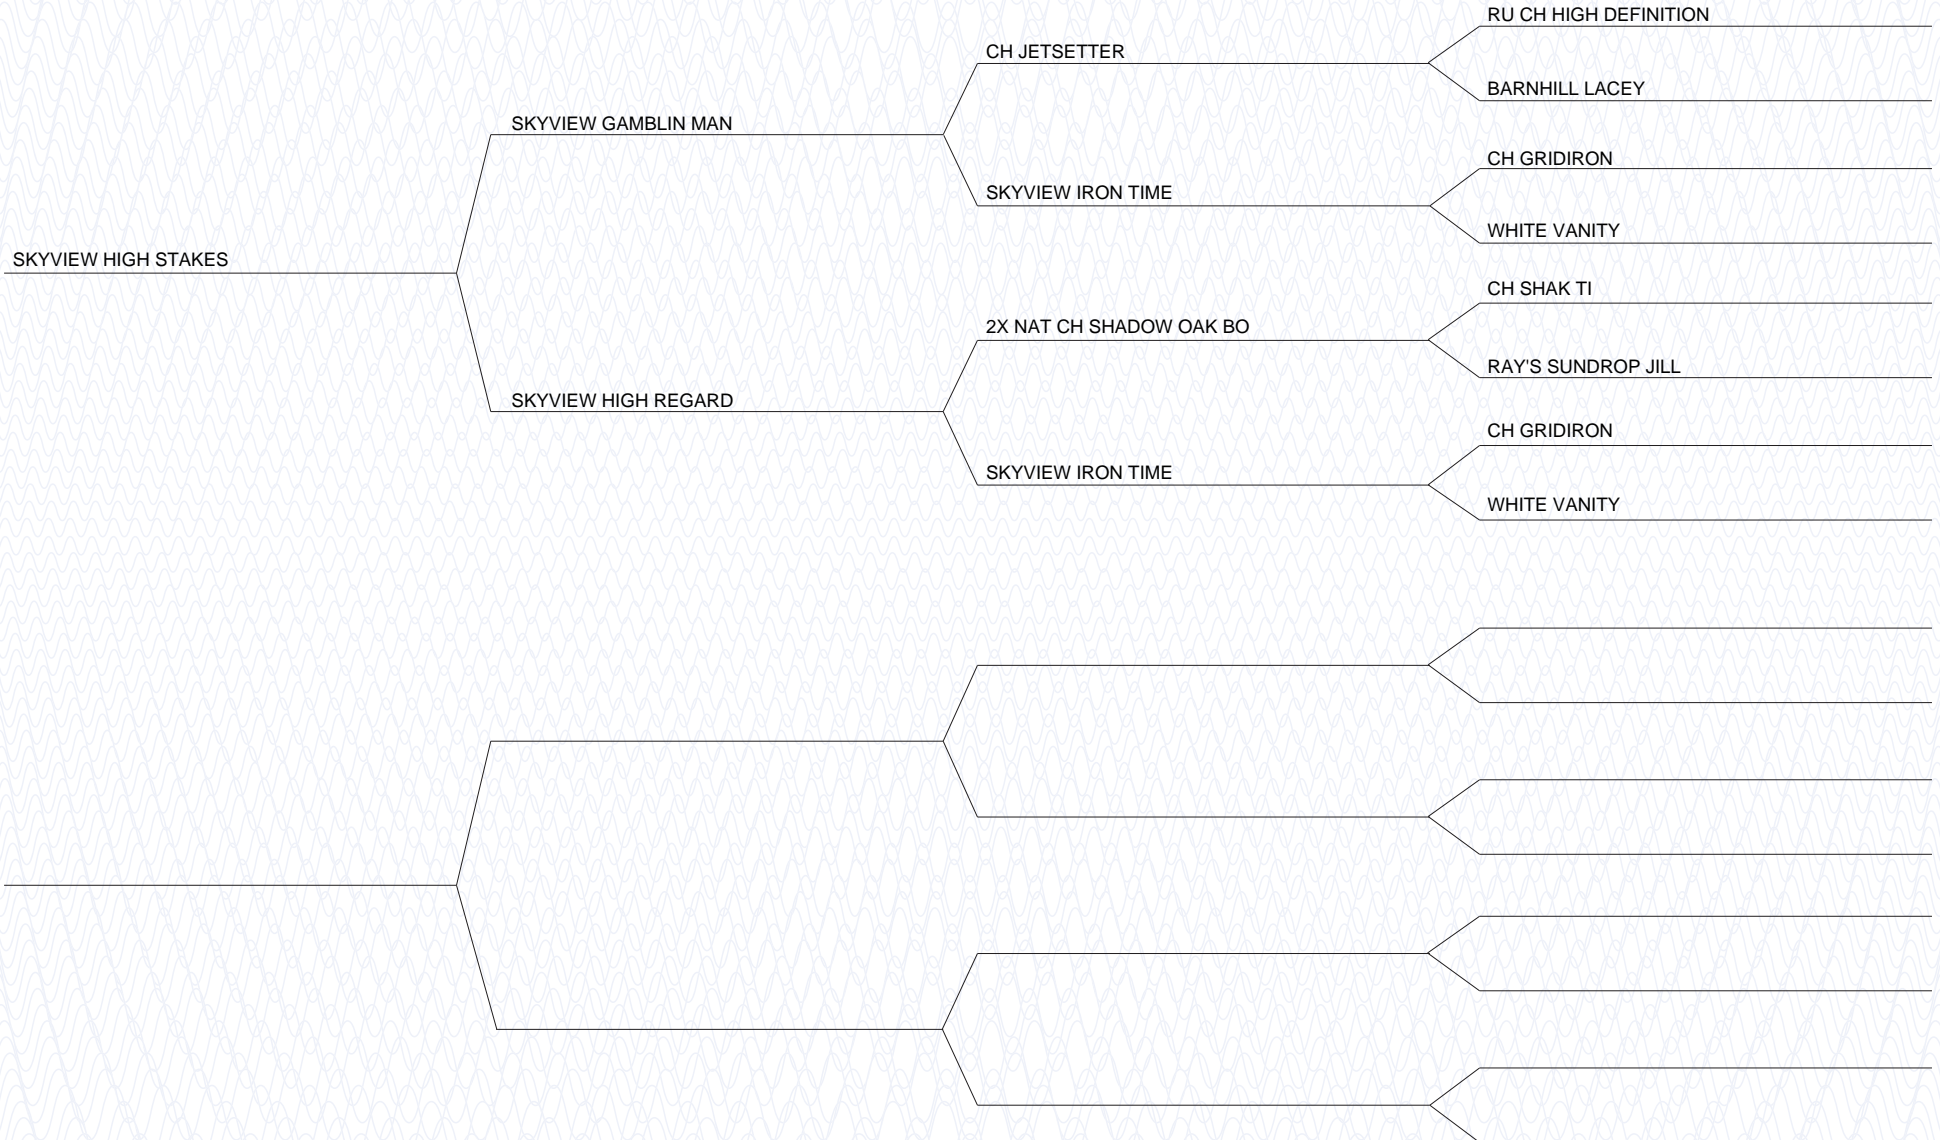 RU CH HIGH DEFINITION
CH JETSETTER
BARNHILL LACEY
SKYVIEW GAMBLIN MAN
CH GRIDIRON
SKYVIEW IRON TIME
WHITE VANITY
SKYVIEW HIGH STAKES
CH SHAK TI
2X NAT CH SHADOW OAK BO
RAY'S SUNDROP JILL
SKYVIEW HIGH REGARD
CH GRIDIRON
SKYVIEW IRON TIME
WHITE VANITY